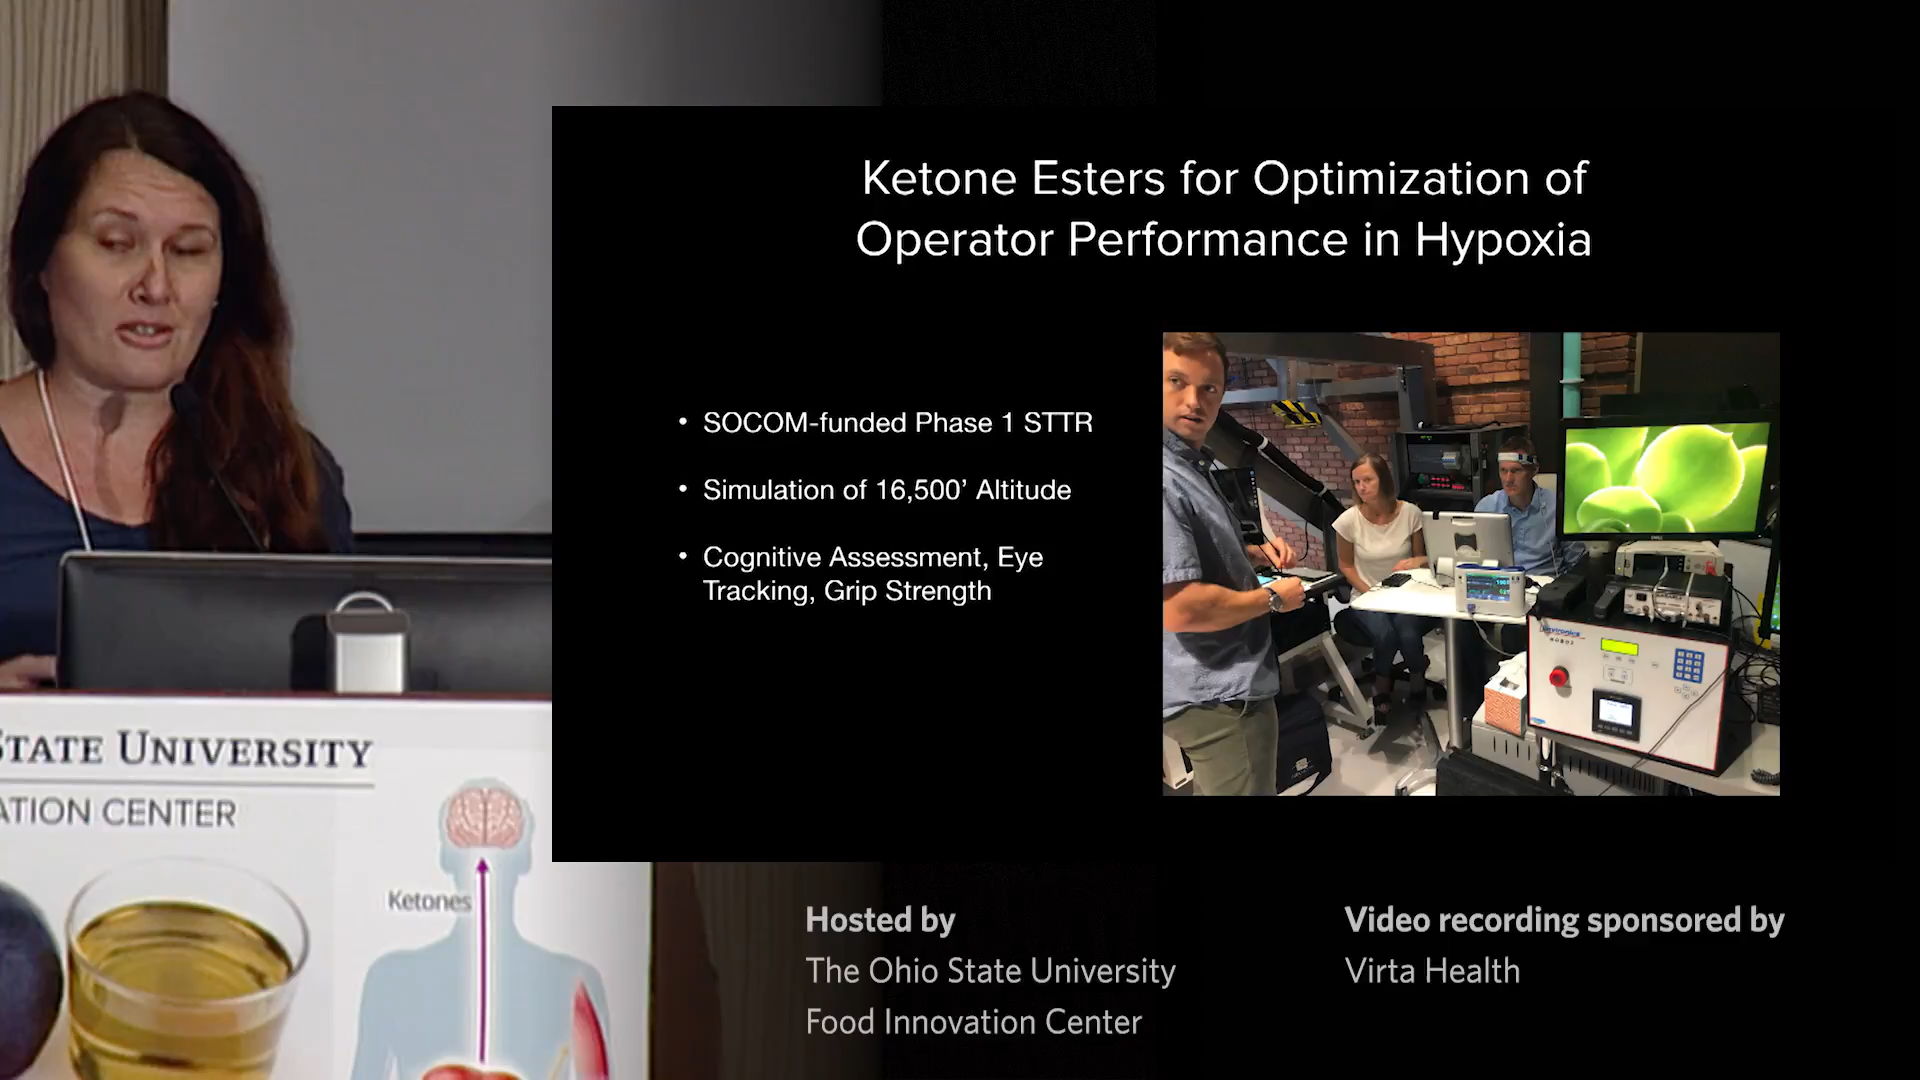 Ketone Esters for Optimization of
Operator Performance in Hypoxia
• SOCOM-funded Phase 1 STTR
• Simulation of 16,500’ Altitude
• Cognitive Assessment, Eye
Tracking, Grip Strength
STATE UNIVERSITY
ATION CENTER
Ketones
Hosted by
The Ohio State University
Food Innovation Center
Video recording sponsored by
Virta Health